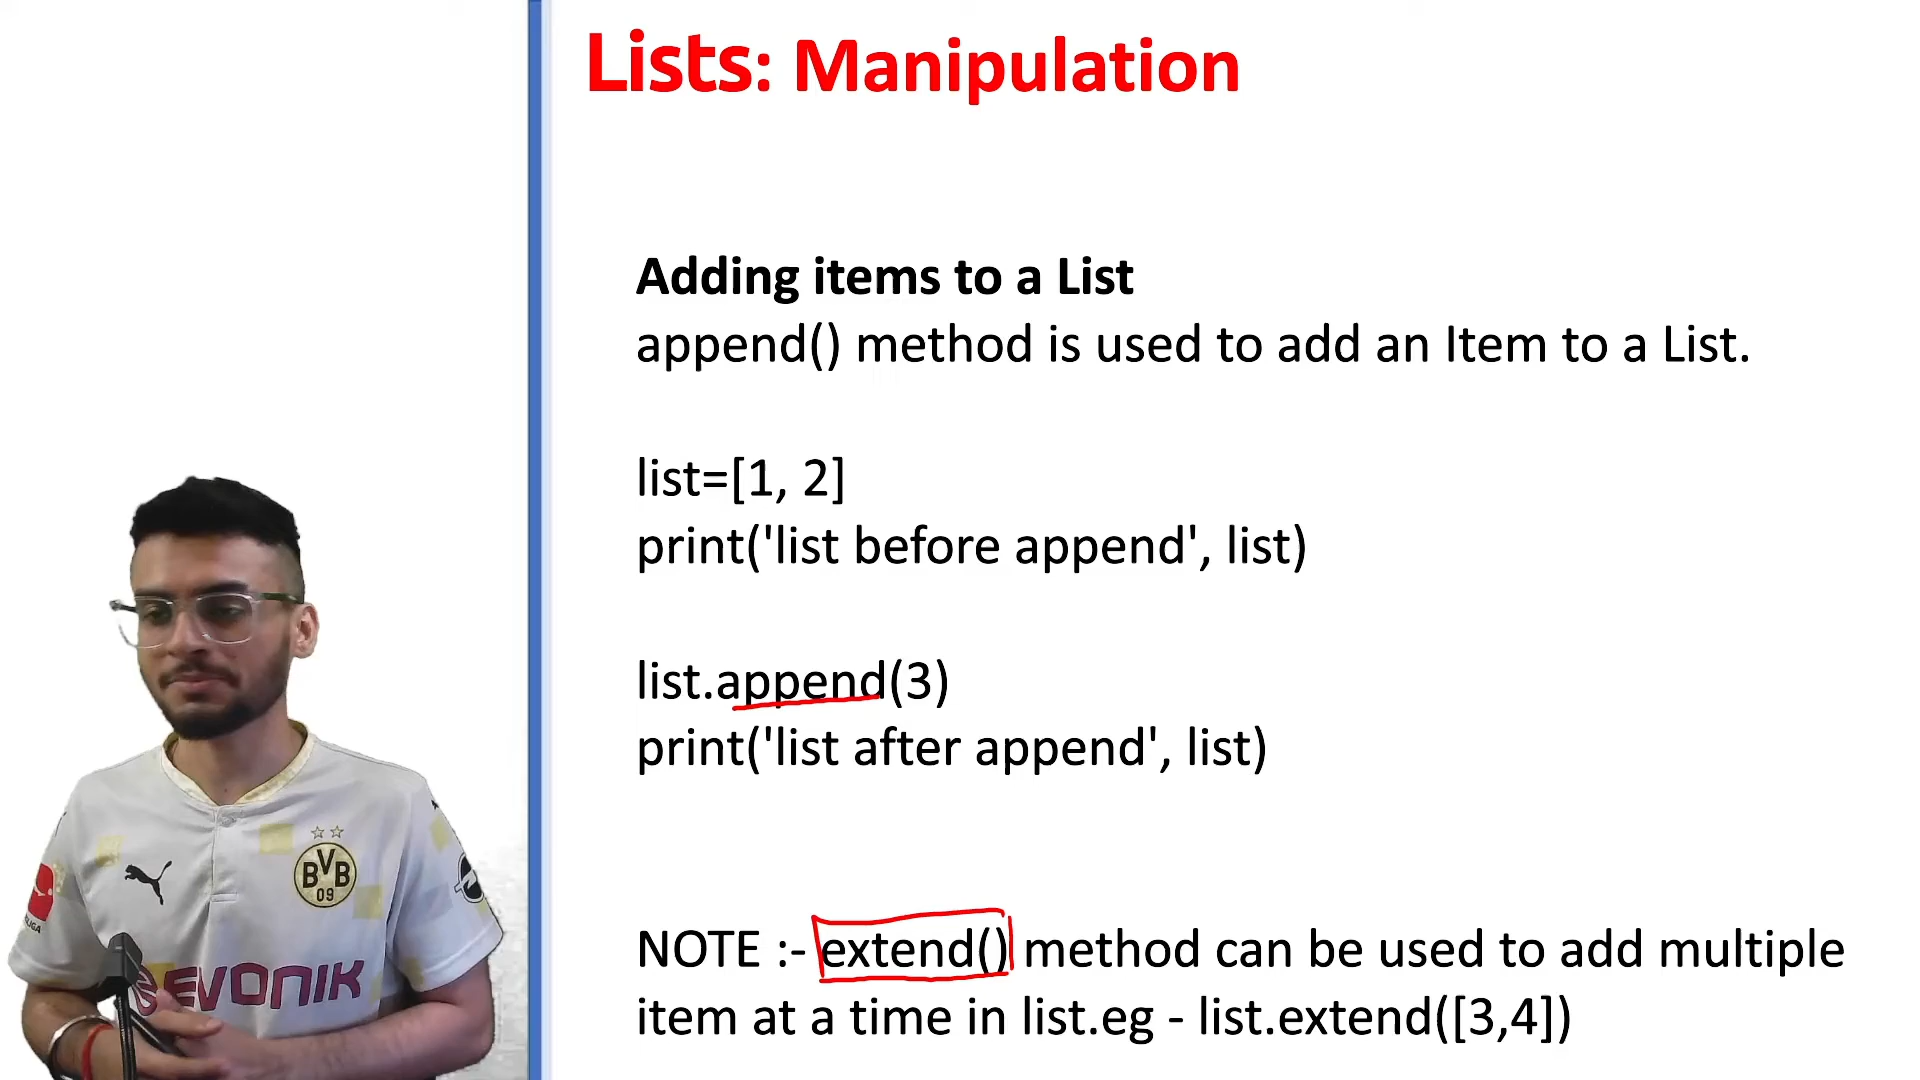 Lists: Manipulation
Adding items to a List
append() method is used to add an Item to a List.
list=[1, 2]
print('list before append', list)
list.append(3)
print('list after append', list)
NOTE :- extend() method can be used to add multiple
item at a time in list.eg - list.extend([3,4])
BVB
09
EVONIK